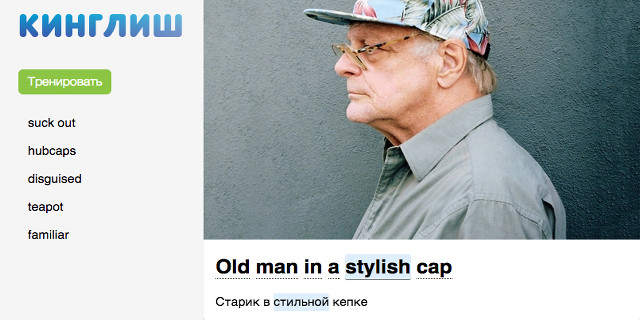 КИНГЛИШ
Тренировать
suck out
hubcaps
disguised
teapot
familiar
Old man in a stylish cap
Старик в стильной кепке